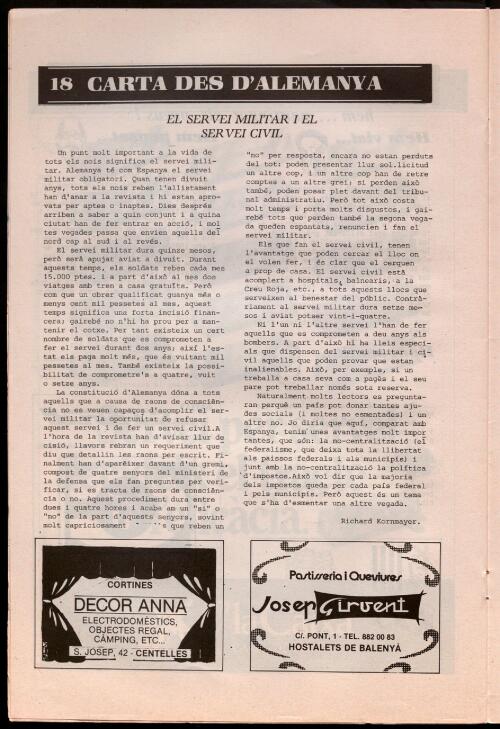 18 CARTA DES D'ALEMANYA
EL SERVEI MILITAR I EL
SERVEI CIVIL
Un punt molt important a la vida de
tots els nois significa el servei mili-
tar. Alemanya té com Espanya el servei
militar obligatori. Quan tenen divuit
anys, tots els nois reben l'allistament
han d'anar a la revista i hi estan apro-
vats per aptes o inaptes. Dies després
arriben a saber a quin conjunt i a quina
ciutat han de fer entrar en acció, i mol
tes vegades passa que envien aquells del
nord cap al sud i al revés.
El servei militar dura quinze mesos,
però serà apujat aviat a divuit. Durant
aquests temps, els soldats reben cada mes
15.000 ptes. i a part d'això al mes dos
viatges amb tren a casa gratuïts. Però
com que un obrer qualificat guanya més o
menys cent mil pessetes al mes, aquest
temps significa una forta incisió finan-
cera; gairebé no n'hi ha prou per a man-
tenir el cotxe. Per tant existeix un cert
nombre de soldats que es comprometen a
fer el servei durant dos anys; així l'es-
tat els paga molt més, que és vuitant mil
pessetes al mes. També existeix la possi-
bilitat de comprometre's a quatre, vuit
o setze anys.
La constitució d'Alemanya dóna a tots
aquells que a causa de raons de conscièn-
cia no es veuen capaços d'acomplir el ser-
vei militar la oportunitat de refusar
aquest servei i de fer un servei civil.A
l'hora de la revista han d'avisar llur de
cisió, llavors rebran un requeriment que
diu que detallin les raons per escrit. Fi-
nalment han d'aparèixer davant d'un gremi,
compost de quatre senyors del ministeri de
la defensa que els fan preguntes per veri-
ficar, si es tracta de raons de conscièn-
cia o no. Aquest procediment dura entre
dues i quatre hores i acaba am un "sí" o
"no" de la part d'aquests senyors, sovint
molt capriciosament 's que reben un
"no" per resposta, encara no estan perduts
del tot: poden presentar llur sol.licitud
un altre cop, i un altre cop han de retre
comptes a un altre gremi; si perden això
també, poden posar plet davant del tribu-
nal administratiu. Però tot això costa
molt temps i porta molts disgustos, i gai-
rebé tots que perden també la segona vega-
da queden espantats, renuncien i fan el
servei militar.
Els que fan el servei civil, tenen
l'avantatge que poden cercar el lloc on
el volen fer, i és clar que el cerquen
a prop de casa. El servei civil està
acomplert a hospitals, balnearis, a la
Creu Roja, etc., a tots aquests llocs que
serveixen al benestar del públic. Contrà-
riament al servei militar dura setze me-
sos i aviat potser vint-i-quatre.
Ni l'un ni l'altre servei l'han de fer
aquells que es comprometen a deu anys als
bombers. A part d'això hi ha lleis especi-
als que dispensen del servei militar i ci-
vil aquells que poden provar que estan
inalienables. Això, per exemple, si un
treballa a casa seva com a pagès i el seu
pare pot treballar només sota reserva.
Naturalment molts lectors es pregunta-
ran perquè un país pot donar tantes aju-
des socials (i moltes no esmentades) i un
altre no. Jo diria que aquí, comparat amb
Espanya, tenim unes avantatges molt impor
tantes, que són: la no-centralització (el
federalisme, que deixa tota la llibertat
als països federals i als municipis) i
junt amb la no-centralització la política
d'impostos.Això vol dir que la majoria
dels impostos queda per cada país federal
i pels municipis. Però aquest és un tema
que s'ha d'esmentar una altre vegada.
Richard Kornmayer.
CORTINES
DECOR ANNA
ELECTRODOMÈSTICS,
OBJECTES REGAL,
CÀMPING, ETC...
S. JOSEP, 42 - CENTELLES
Pastisseria i Queviures
Josep Girvent
C/. PONT, 1 - TEL. 882 00 83
HOSTALETS DE BALENYÀ